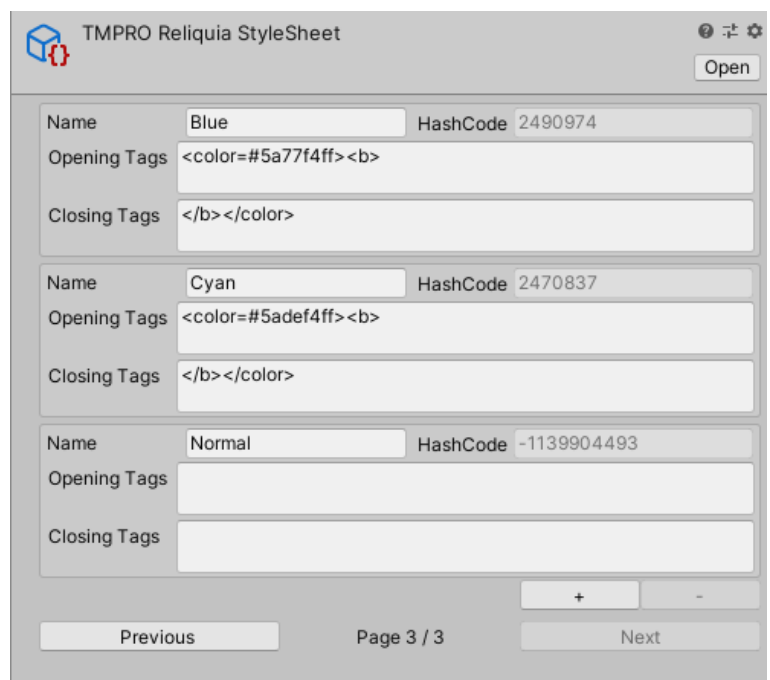 TMPRO Reliquia StyleSheet
Open
Name Blue HashCode 2490974
Opening Tags <color=#5a77f4ff><b>
Closing Tags </b></color>
Name Cyan HashCode 2470837
Opening Tags <color=#5adef4ff><b>
Closing Tags </b></color>
Name Normal HashCode -1139904493
Opening Tags
Closing Tags
+ -
Previous Page 3 / 3 Next